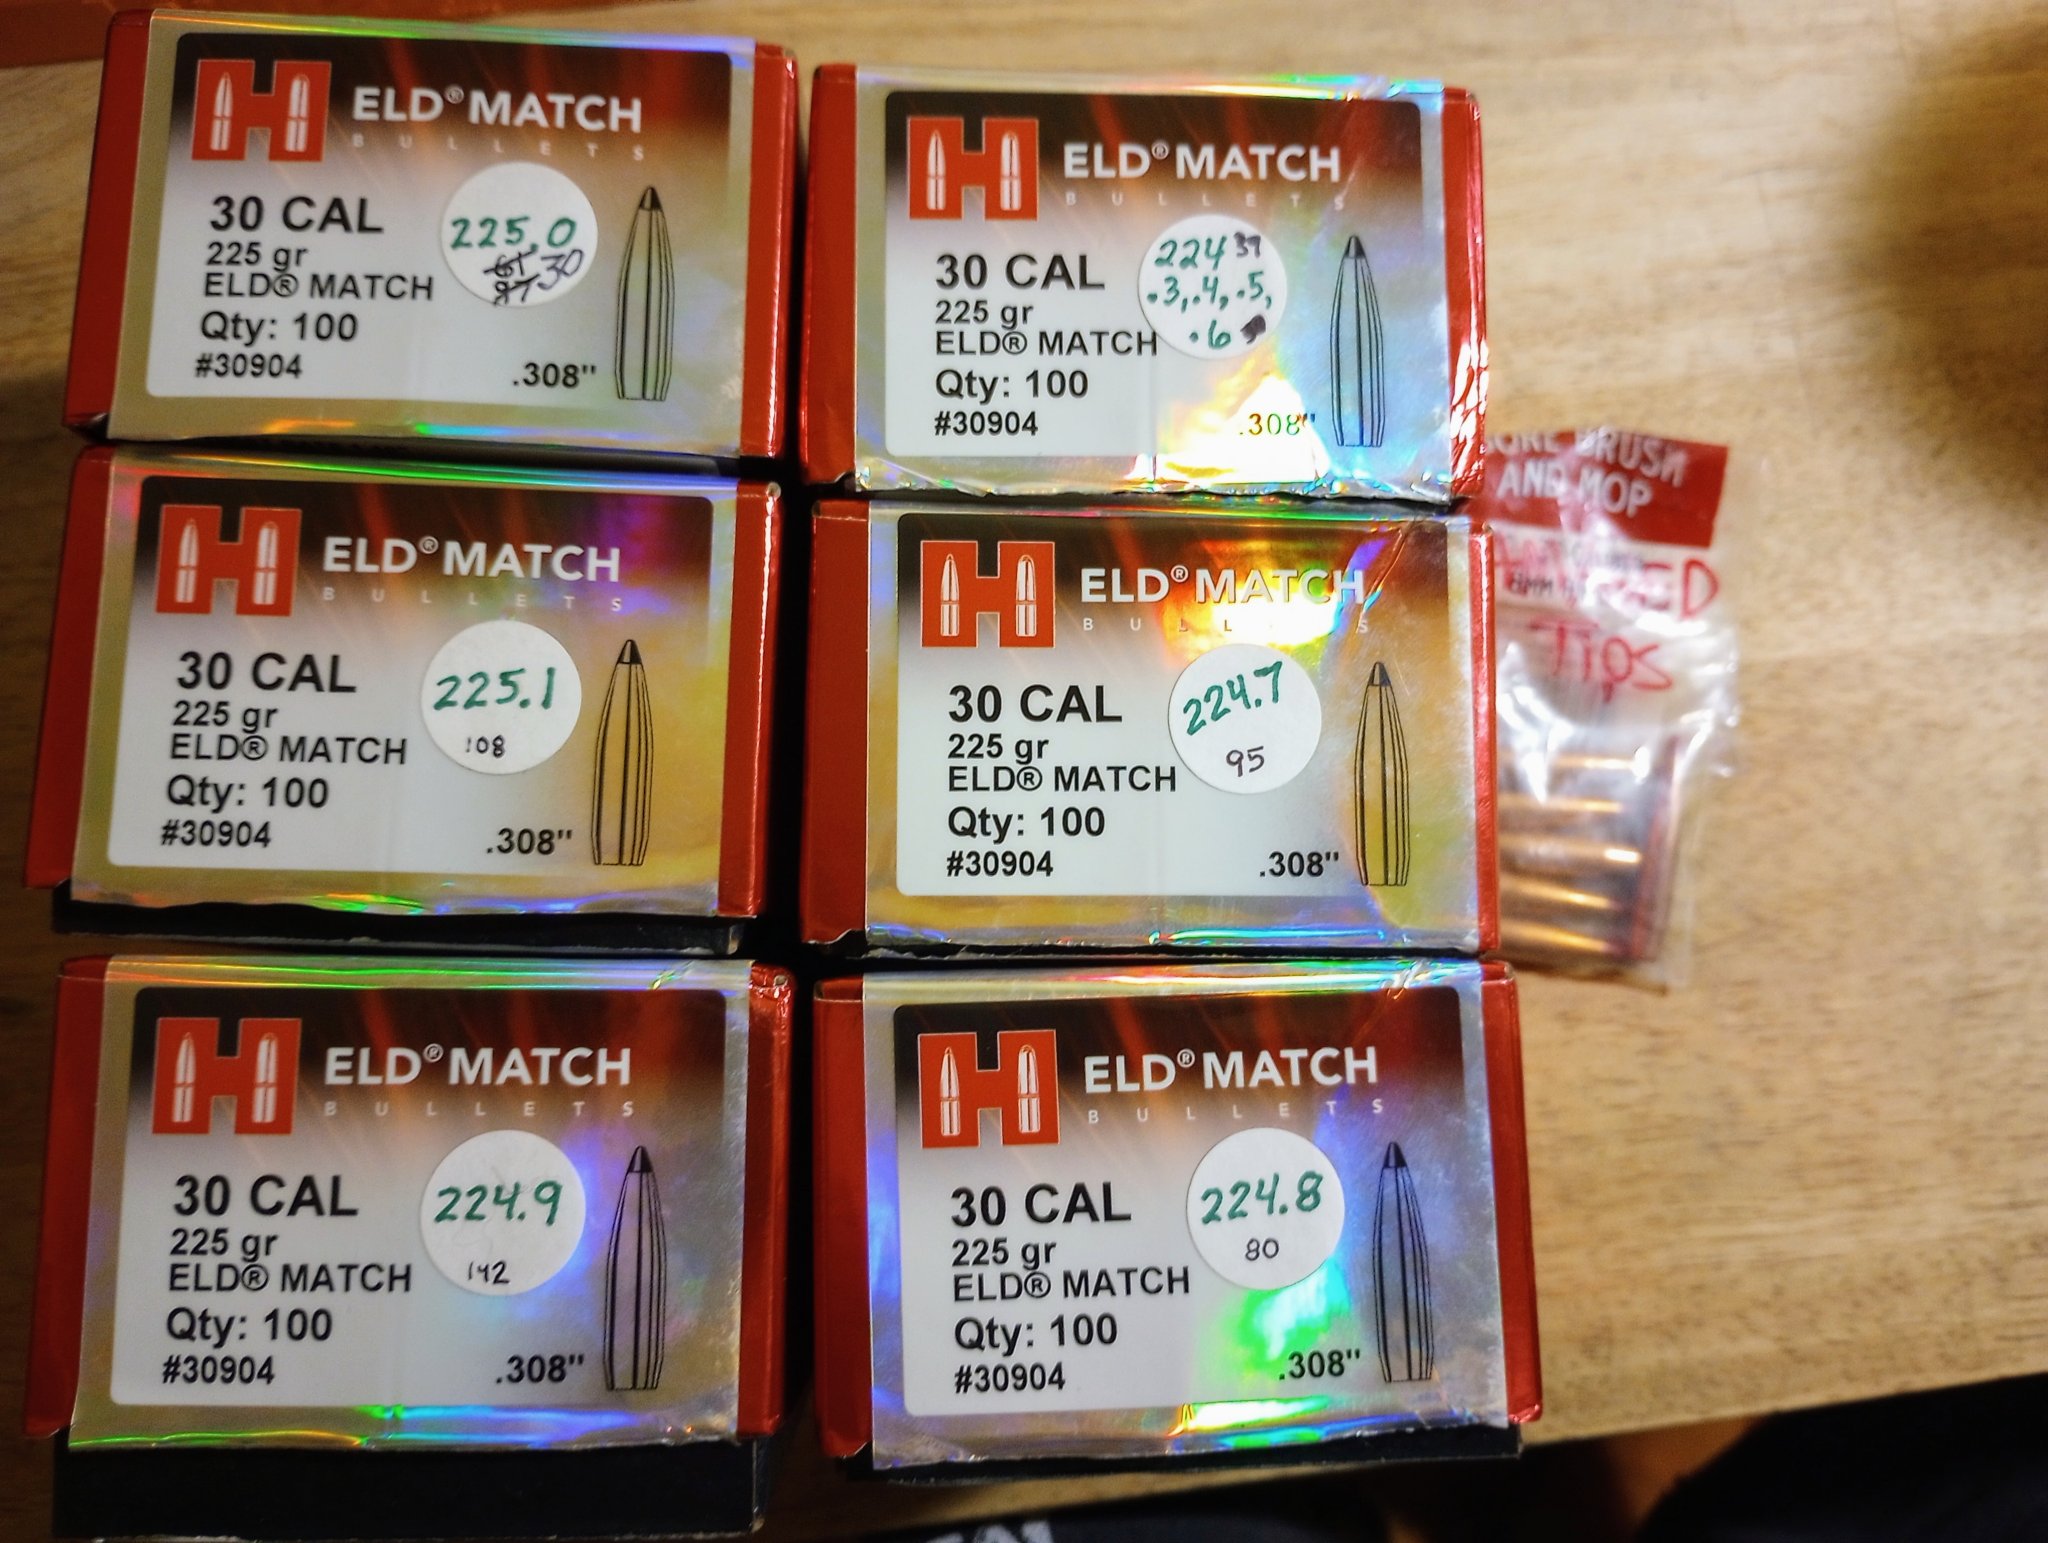 ELD® MATCH
BULLETS
30 CAL
225 gr
ELD® MATCH
Qty: 100
#30904
.308"
225.0
87 30
ELD® MATCH
BULLETS
30 CAL
225 gr
ELD® MATCH
Qty: 100
#30904
.308"
224 39
.3, .4, .5,
.6
ELD® MATCH
BULLETS
30 CAL
225 gr
ELD® MATCH
Qty: 100
#30904
.308"
225.1
108
ELD® MATCH
BULLETS
30 CAL
225 gr
ELD® MATCH
Qty: 100
#30904
.308"
224.7
95
BORE BRUSH
AND MOP
Tips
ELD® MATCH
BULLETS
30 CAL
225 gr
ELD® MATCH
Qty: 100
#30904
.308"
224.9
142
ELD® MATCH
BULLETS
30 CAL
225 gr
ELD® MATCH
Qty: 100
#30904
.308"
224.8
80